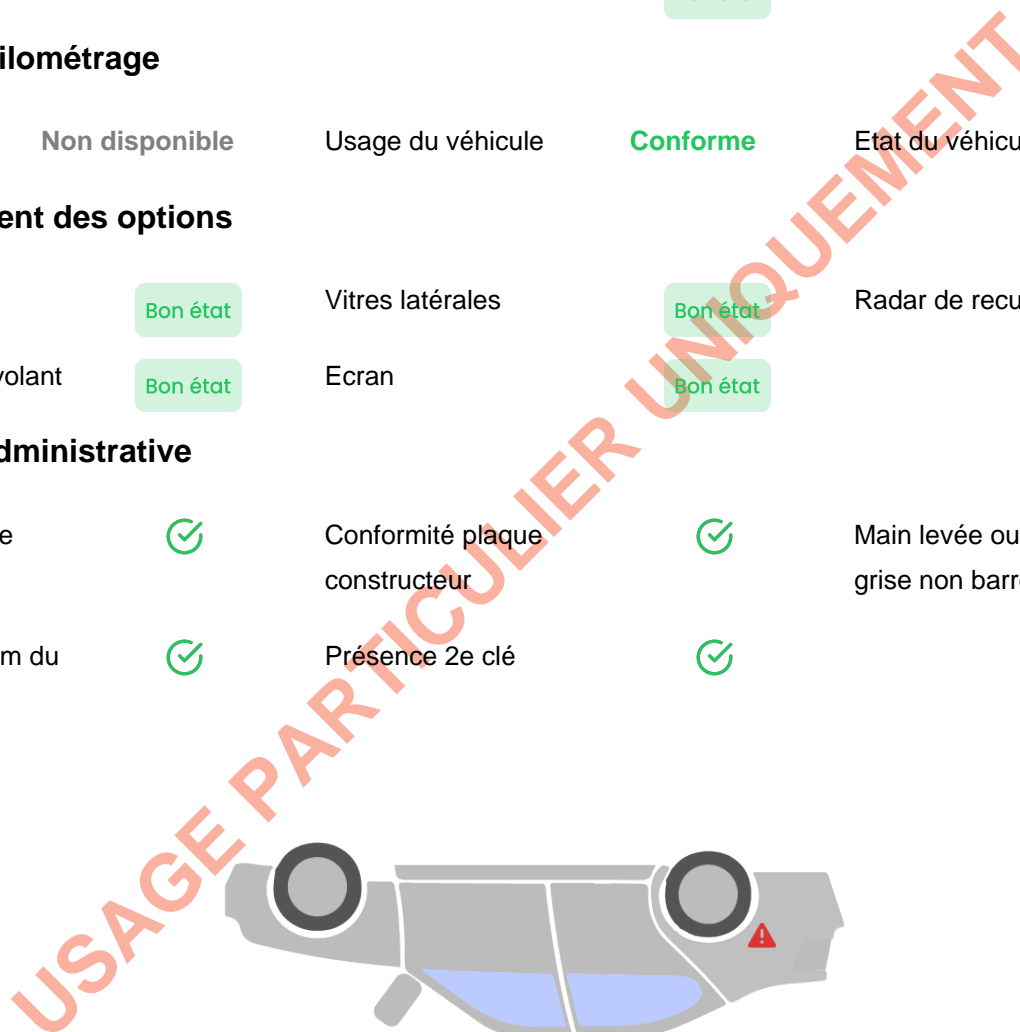 Bon état
ilométrage
Non disponible Usage du véhicule Conforme Etat du véhicu
ent des options
Bon état Vitres latérales Bon état Radar de recu
volant Bon état Ecran Bon état
dministrative
e Conformité plaque Main levée ou
constructeur grise non barr
m du Présence 2e clé
USAGE PARTICULIER UNIQUEMENT